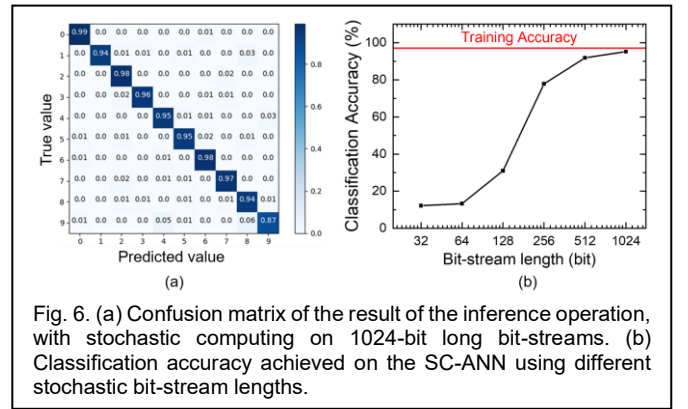 True value
0 0.99 0.0 0.0 0.0 0.0 0.0 0.0 0.0 0.0 0.0
1 0.0 0.94 0.01 0.01 0.0 0.01 0.0 0.0 0.03 0.0
2 0.0 0.0 0.98 0.0 0.0 0.0 0.0 0.02 0.0 0.0
3 0.0 0.0 0.02 0.96 0.0 0.01 0.0 0.01 0.0 0.0
4 0.0 0.0 0.0 0.0 0.95 0.01 0.01 0.0 0.0 0.03
5 0.01 0.0 0.0 0.0 0.0 0.95 0.02 0.0 0.01 0.0
6 0.01 0.0 0.0 0.0 0.0 0.01 0.98 0.0 0.0 0.0
7 0.0 0.0 0.02 0.0 0.0 0.01 0.0 0.97 0.0 0.0
8 0.0 0.0 0.0 0.0 0.0 0.01 0.01 0.0 0.94 0.01
9 0.01 0.0 0.0 0.0 0.05 0.01 0.0 0.0 0.06 0.87
0 1 2 3 4 5 6 7 8 9
Predicted value
0.8
0.6
0.4
0.2
0.0
(a)
Classification Accuracy (%)
100
80
60
40
20
0
Training Accuracy
32 64 128 256 512 1024
Bit-stream length (bit)
(b)
Fig. 6. (a) Confusion matrix of the result of the inference operation,
with stochastic computing on 1024-bit long bit-streams. (b)
Classification accuracy achieved on the SC-ANN using different
stochastic bit-stream lengths.